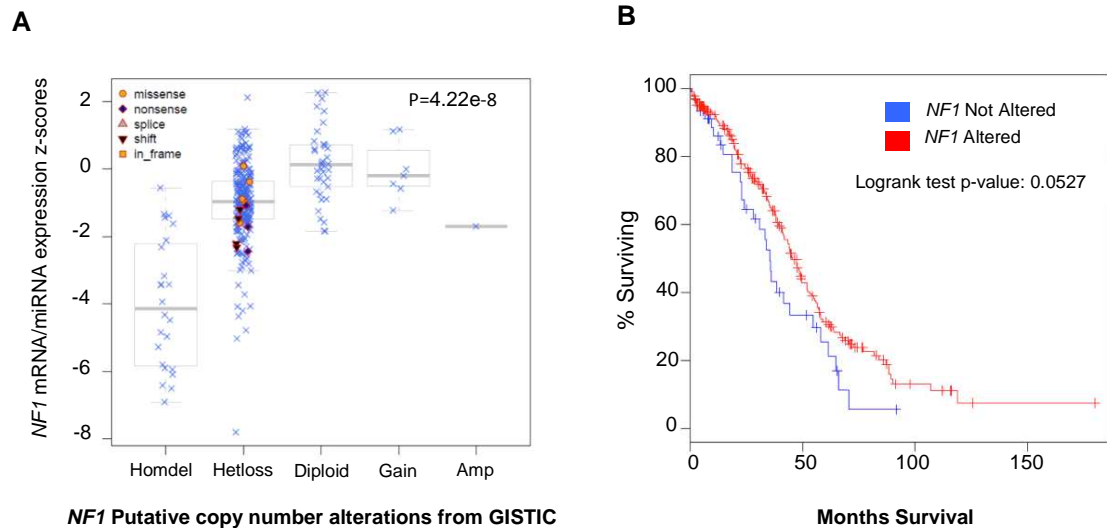 A
NF1 mRNA/miRNA expression z-scores
2
0
-2
-4
-6
-8
missense
nonsense
splice
shift
in_frame
P=4.22e-8
Homdel Hetloss Diploid Gain Amp
NF1 Putative copy number alterations from GISTIC
B
% Surviving
100
80
60
40
20
0
NF1 Not Altered
NF1 Altered
Logrank test p-value: 0.0527
0 50 100 150
Months Survival